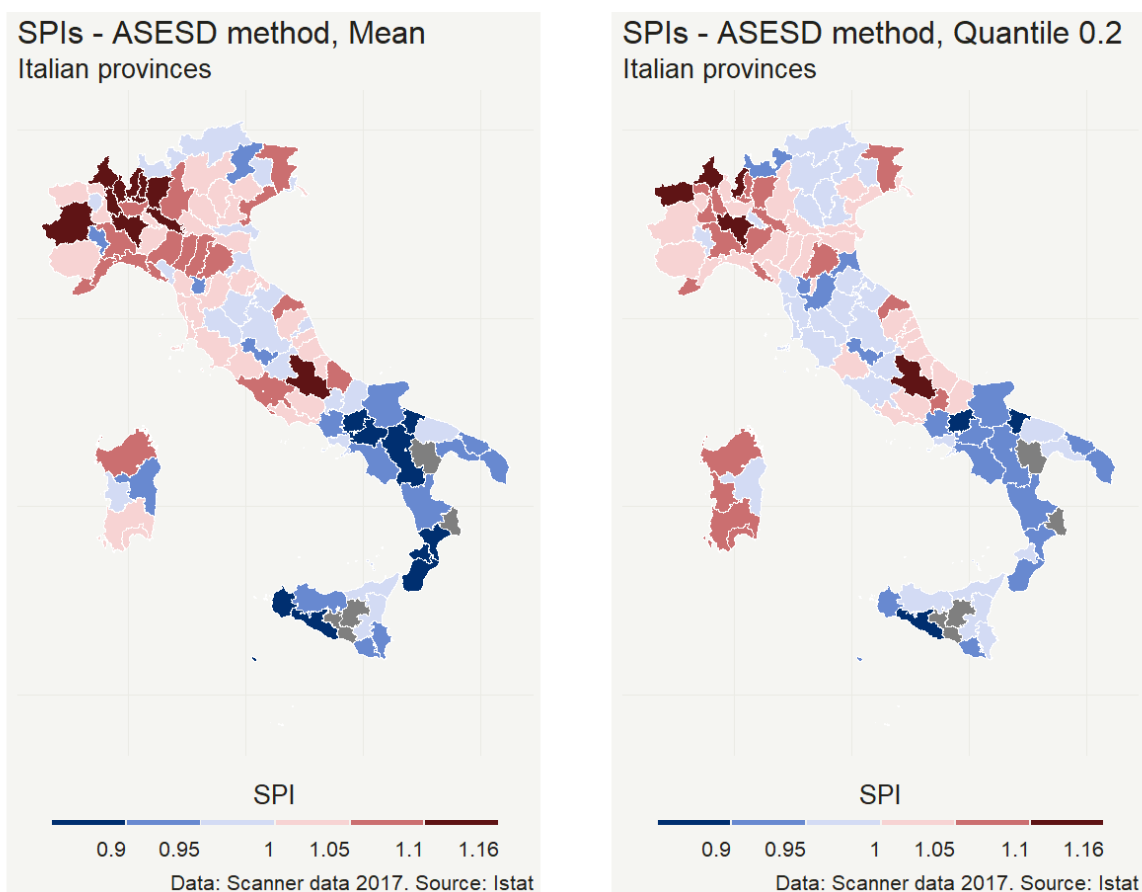 SPIs - ASESD method, Mean
Italian provinces
SPI
0.9 0.95 1 1.05 1.1 1.16
Data: Scanner data 2017. Source: Istat
SPIs - ASESD method, Quantile 0.2
Italian provinces
SPI
0.9 0.95 1 1.05 1.1 1.16
Data: Scanner data 2017. Source: Istat